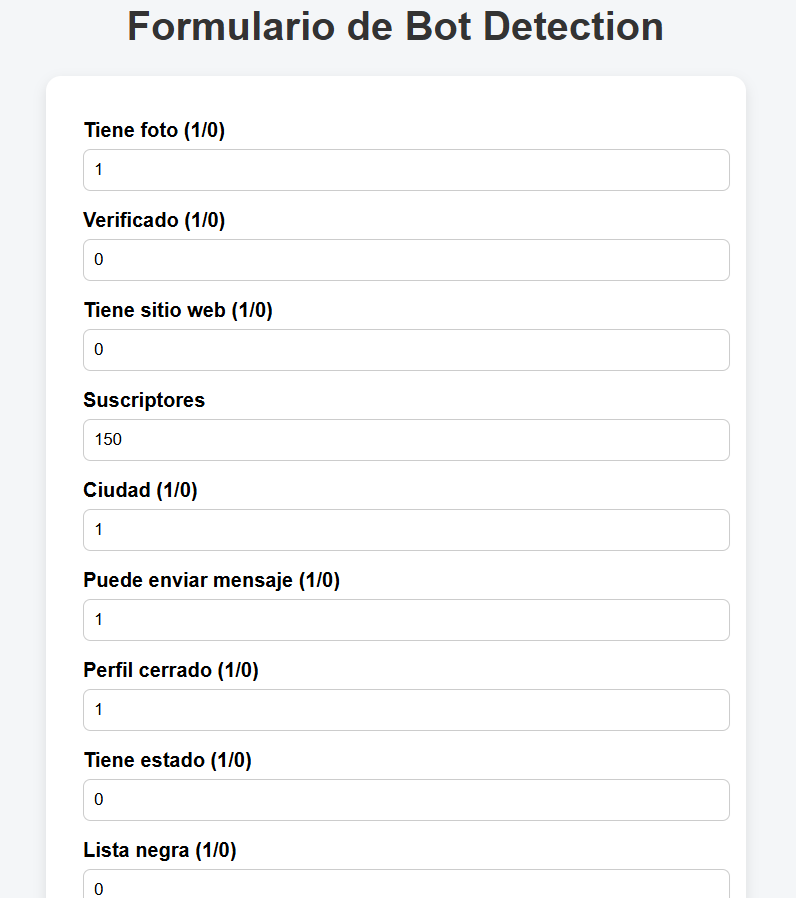 Formulario de Bot Detection
Tiene foto (1/0)
1
Verificado (1/0)
0
Tiene sitio web (1/0)
0
Suscriptores
150
Ciudad (1/0)
1
Puede enviar mensaje (1/0)
1
Perfil cerrado (1/0)
1
Tiene estado (1/0)
0
Lista negra (1/0)
0